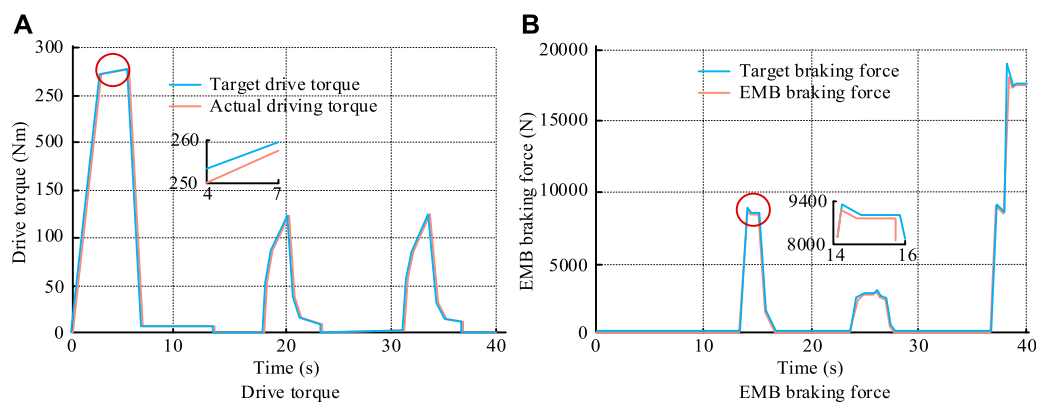 A
Drive torque (Nm)
300
250
500
150
100
50
0
Target drive torque
Actual driving torque
260
250
4
7
0
10
20
30
40
Time (s)
Drive torque
B
EMB braking force (N)
20000
15000
10000
5000
0
Target braking force
EMB braking force
9400
8000
14
16
0
10
20
30
40
Time (s)
EMB braking force